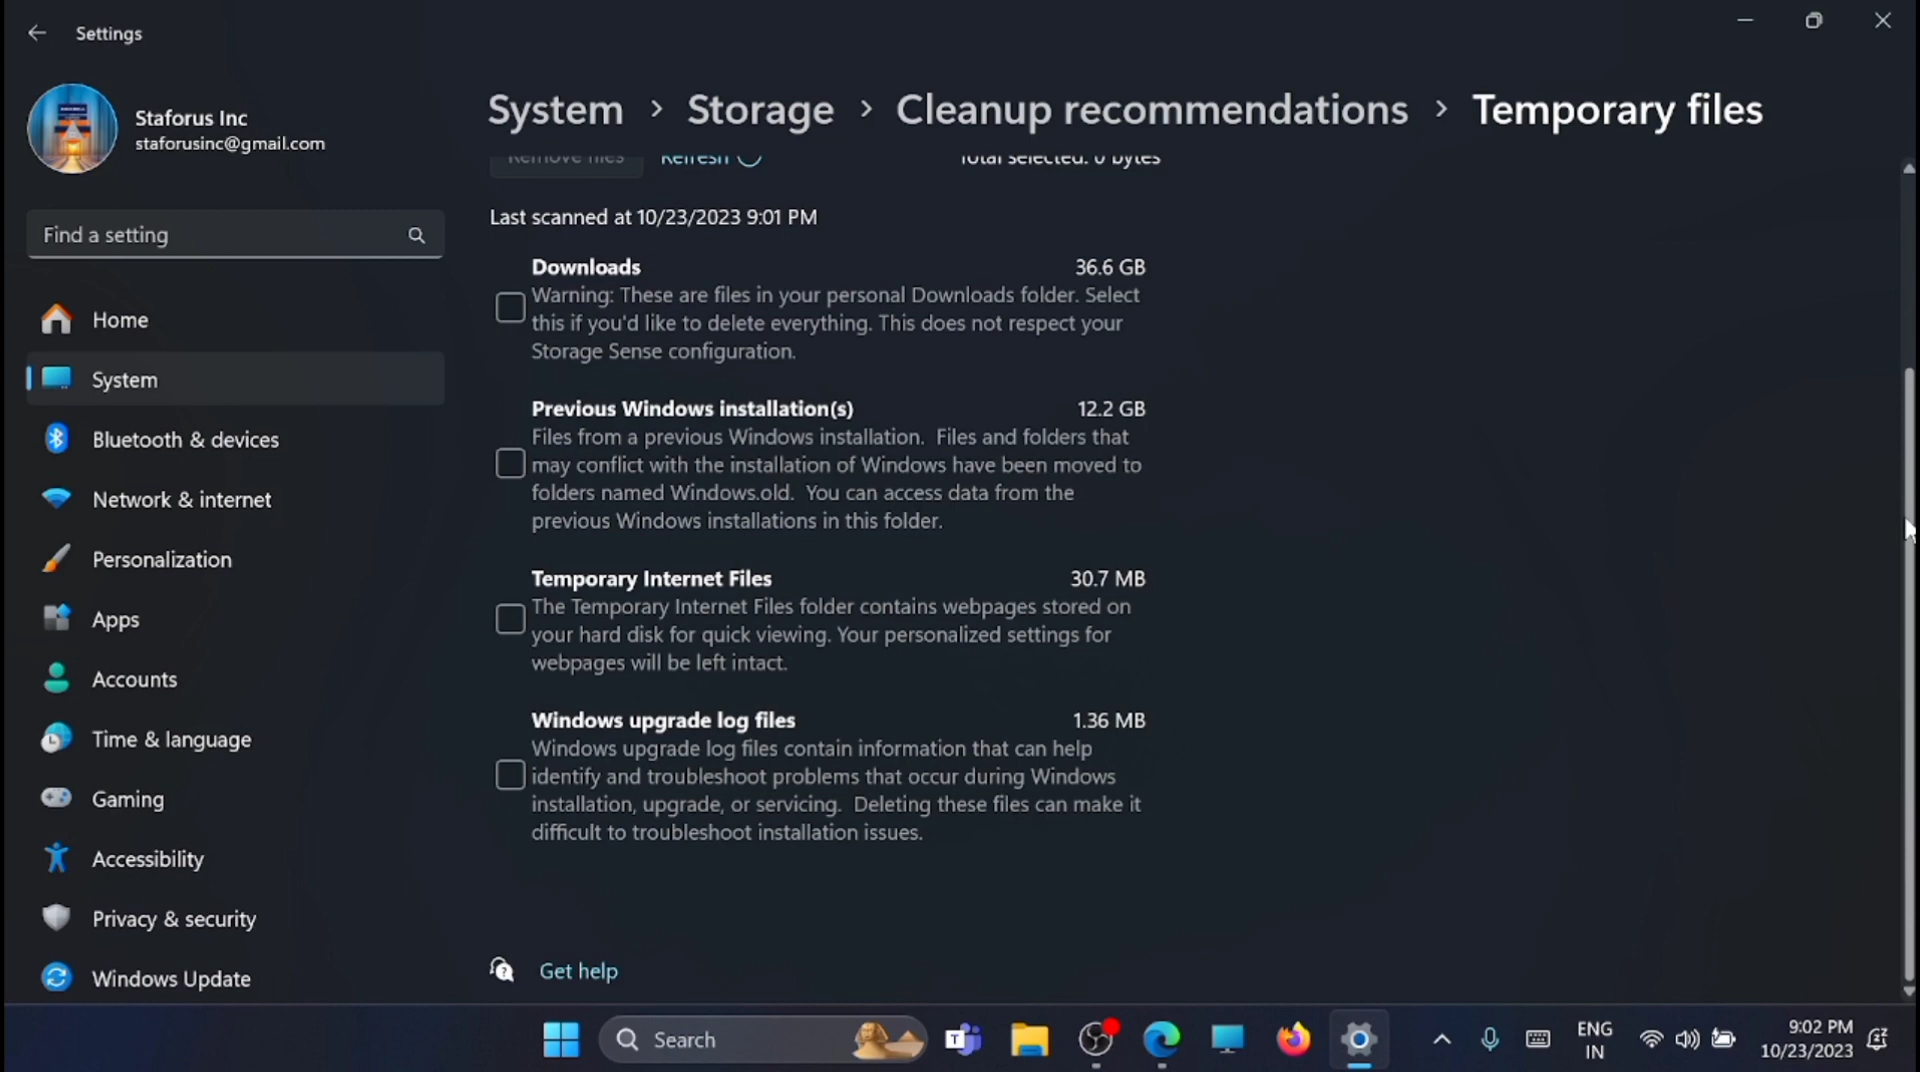 Settings
Staforus Inc
staforusinc@gmail.com
Find a setting
Home
System
Bluetooth & devices
Network & internet
Personalization
Apps
Accounts
Time & language
Gaming
Accessibility
Privacy & security
Windows Update
System > Storage > Cleanup recommendations > Temporary files
Remove files Refresh Total selected: 0 bytes
Last scanned at 10/23/2023 9:01 PM
Downloads 36.6 GB
Warning: These are files in your personal Downloads folder. Select
this if you'd like to delete everything. This does not respect your
Storage Sense configuration.
Previous Windows installation(s) 12.2 GB
Files from a previous Windows installation.  Files and folders that
may conflict with the installation of Windows have been moved to
folders named Windows.old.  You can access data from the
previous Windows installations in this folder.
Temporary Internet Files 30.7 MB
The Temporary Internet Files folder contains webpages stored on
your hard disk for quick viewing. Your personalized settings for
webpages will be left intact.
Windows upgrade log files 1.36 MB
Windows upgrade log files contain information that can help
identify and troubleshoot problems that occur during Windows
installation, upgrade, or servicing.  Deleting these files can make it
difficult to troubleshoot installation issues.
Get help
Search
ENG
IN
9:02 PM
10/23/2023